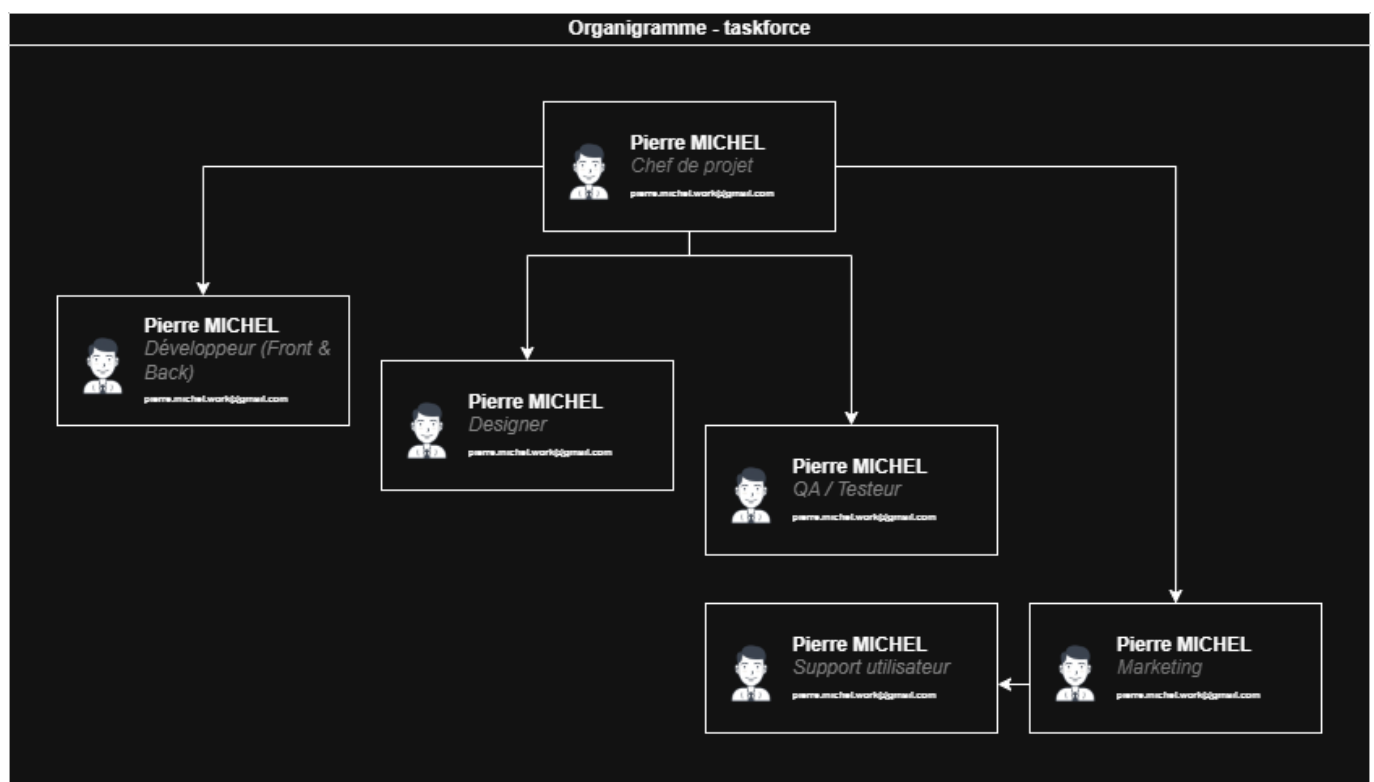 Organigramme - taskforce
Pierre MICHEL
Chef de projet
pierre.michel.work@gmail.com
Pierre MICHEL
Développeur (Front &
Back)
pierre.michel.work@gmail.com
Pierre MICHEL
Designer
pierre.michel.work@gmail.com
Pierre MICHEL
QA / Testeur
pierre.michel.work@gmail.com
Pierre MICHEL
Support utilisateur
pierre.michel.work@gmail.com
Pierre MICHEL
Marketing
pierre.michel.work@gmail.com